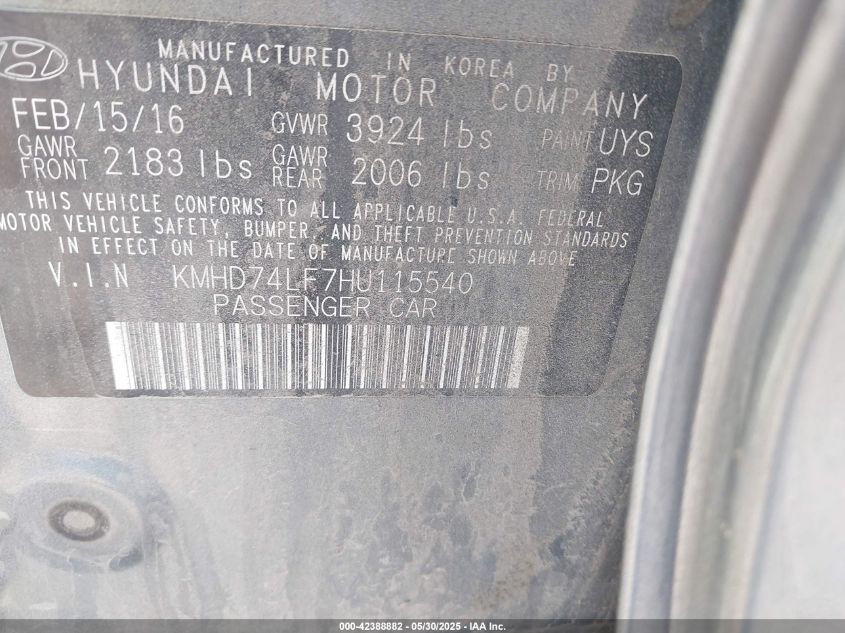 MANUFACTURED IN KOREA BY
HYUNDAI MOTOR COMPANY
FEB/15/16 GVWR 3924 lbs PAINT UYS
GAWR FRONT 2183 lbs GAWR REAR 2006 lbs TRIM PKG
THIS VEHICLE CONFORMS TO ALL APPLICABLE U.S.A. FEDERAL
MOTOR VEHICLE SAFETY, BUMPER, AND THEFT PREVENTION STANDARDS
IN EFFECT ON THE DATE OF MANUFACTURE SHOWN ABOVE
V.I.N KMHD74LF7HU115540
PASSENGER CAR
000-42388882 — 05/30/2025 — IAA Inc.